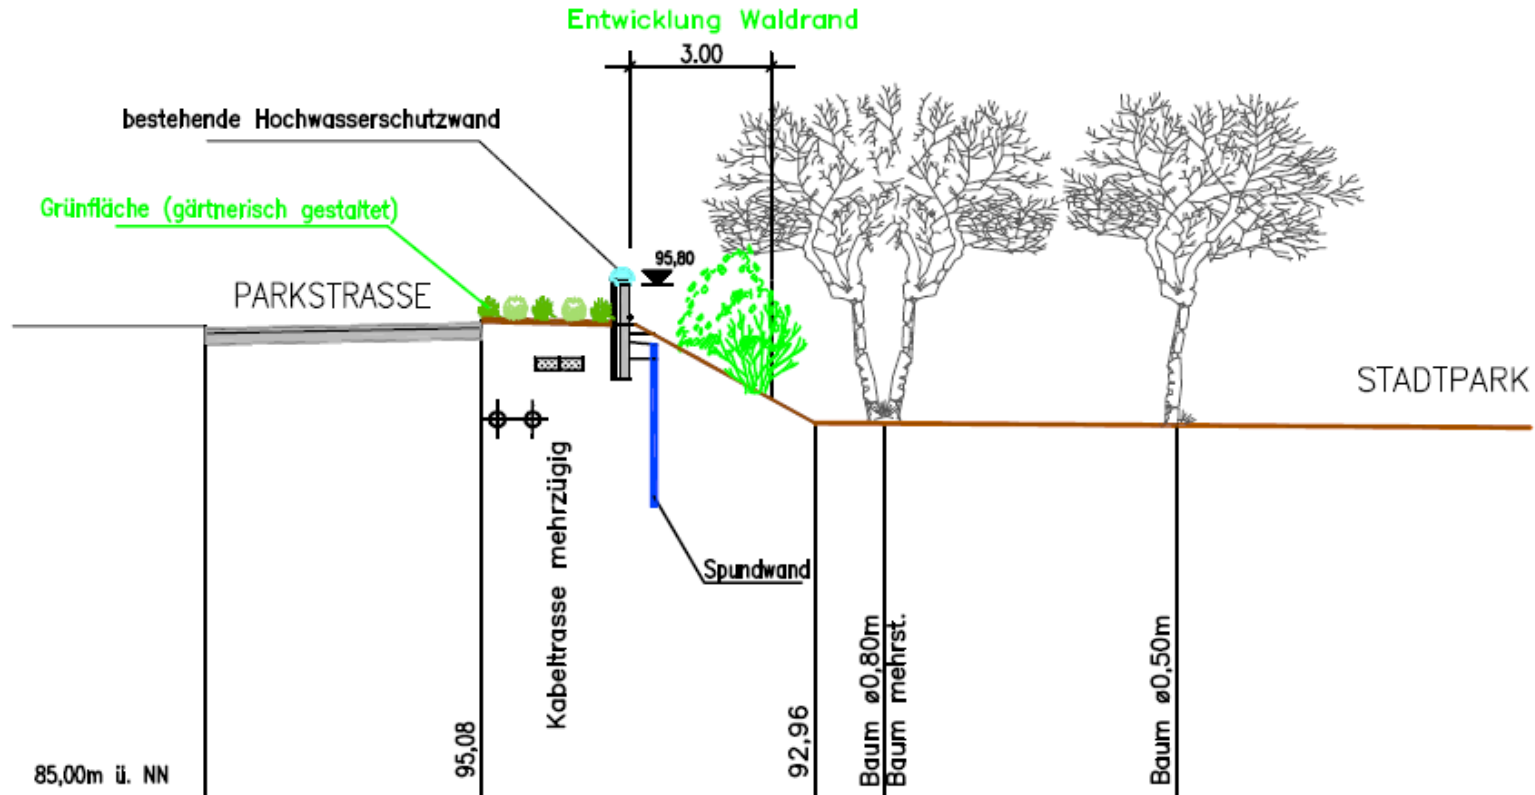 Entwicklung Waldrand
3.00
bestehende Hochwasserschutzwand
Grünfläche (gärtnerisch gestaltet)
95,80
PARKSTRASSE
STADTPARK
Kabeltrasse mehrzügig
Spundwand
95,08
92,96
Baum ø0,80m
Baum mehrst.
Baum ø0,50m
85,00m ü. NN